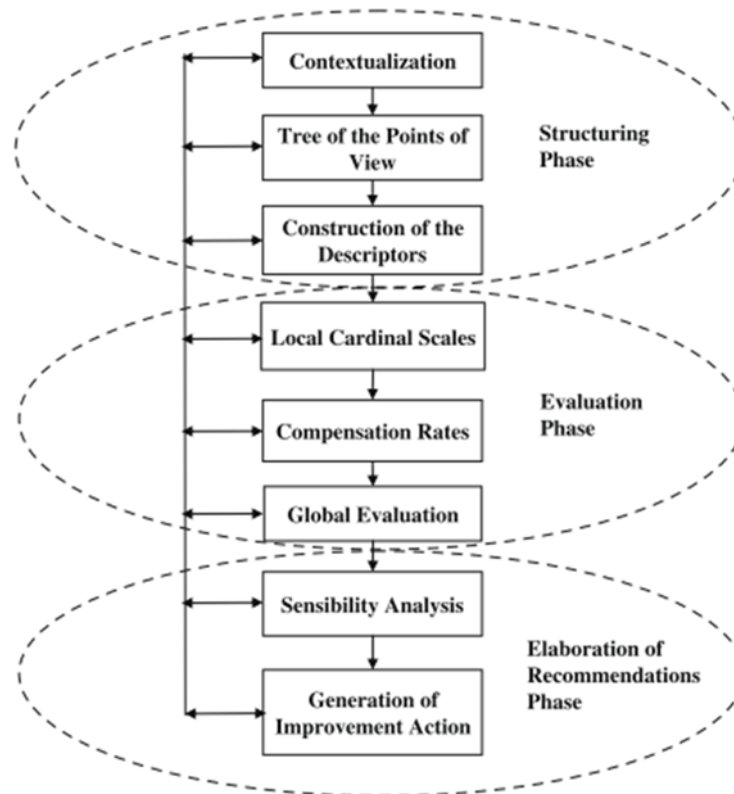 Contextualization
Tree of the Points of
View
Structuring
Phase
Construction of the
Descriptors
Local Cardinal Scales
Evaluation
Phase
Compensation Rates
Global Evaluation
Sensibility Analysis
Elaboration of
Recommendations
Phase
Generation of
Improvement Action